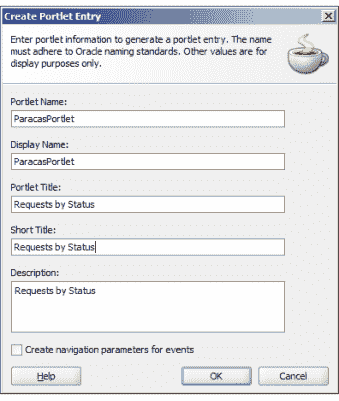 Create Portlet Entry
Enter portlet information to generate a portlet entry. The name
must adhere to Oracle naming standards. Other values are for
display purposes only.
Portlet Name:
ParacasPortlet
Display Name:
ParacasPortlet
Portlet Title:
Requests by Status
Short Title:
Requests by Status
Description:
Requests by Status
Create navigation parameters for events
Help
OK
Cancel